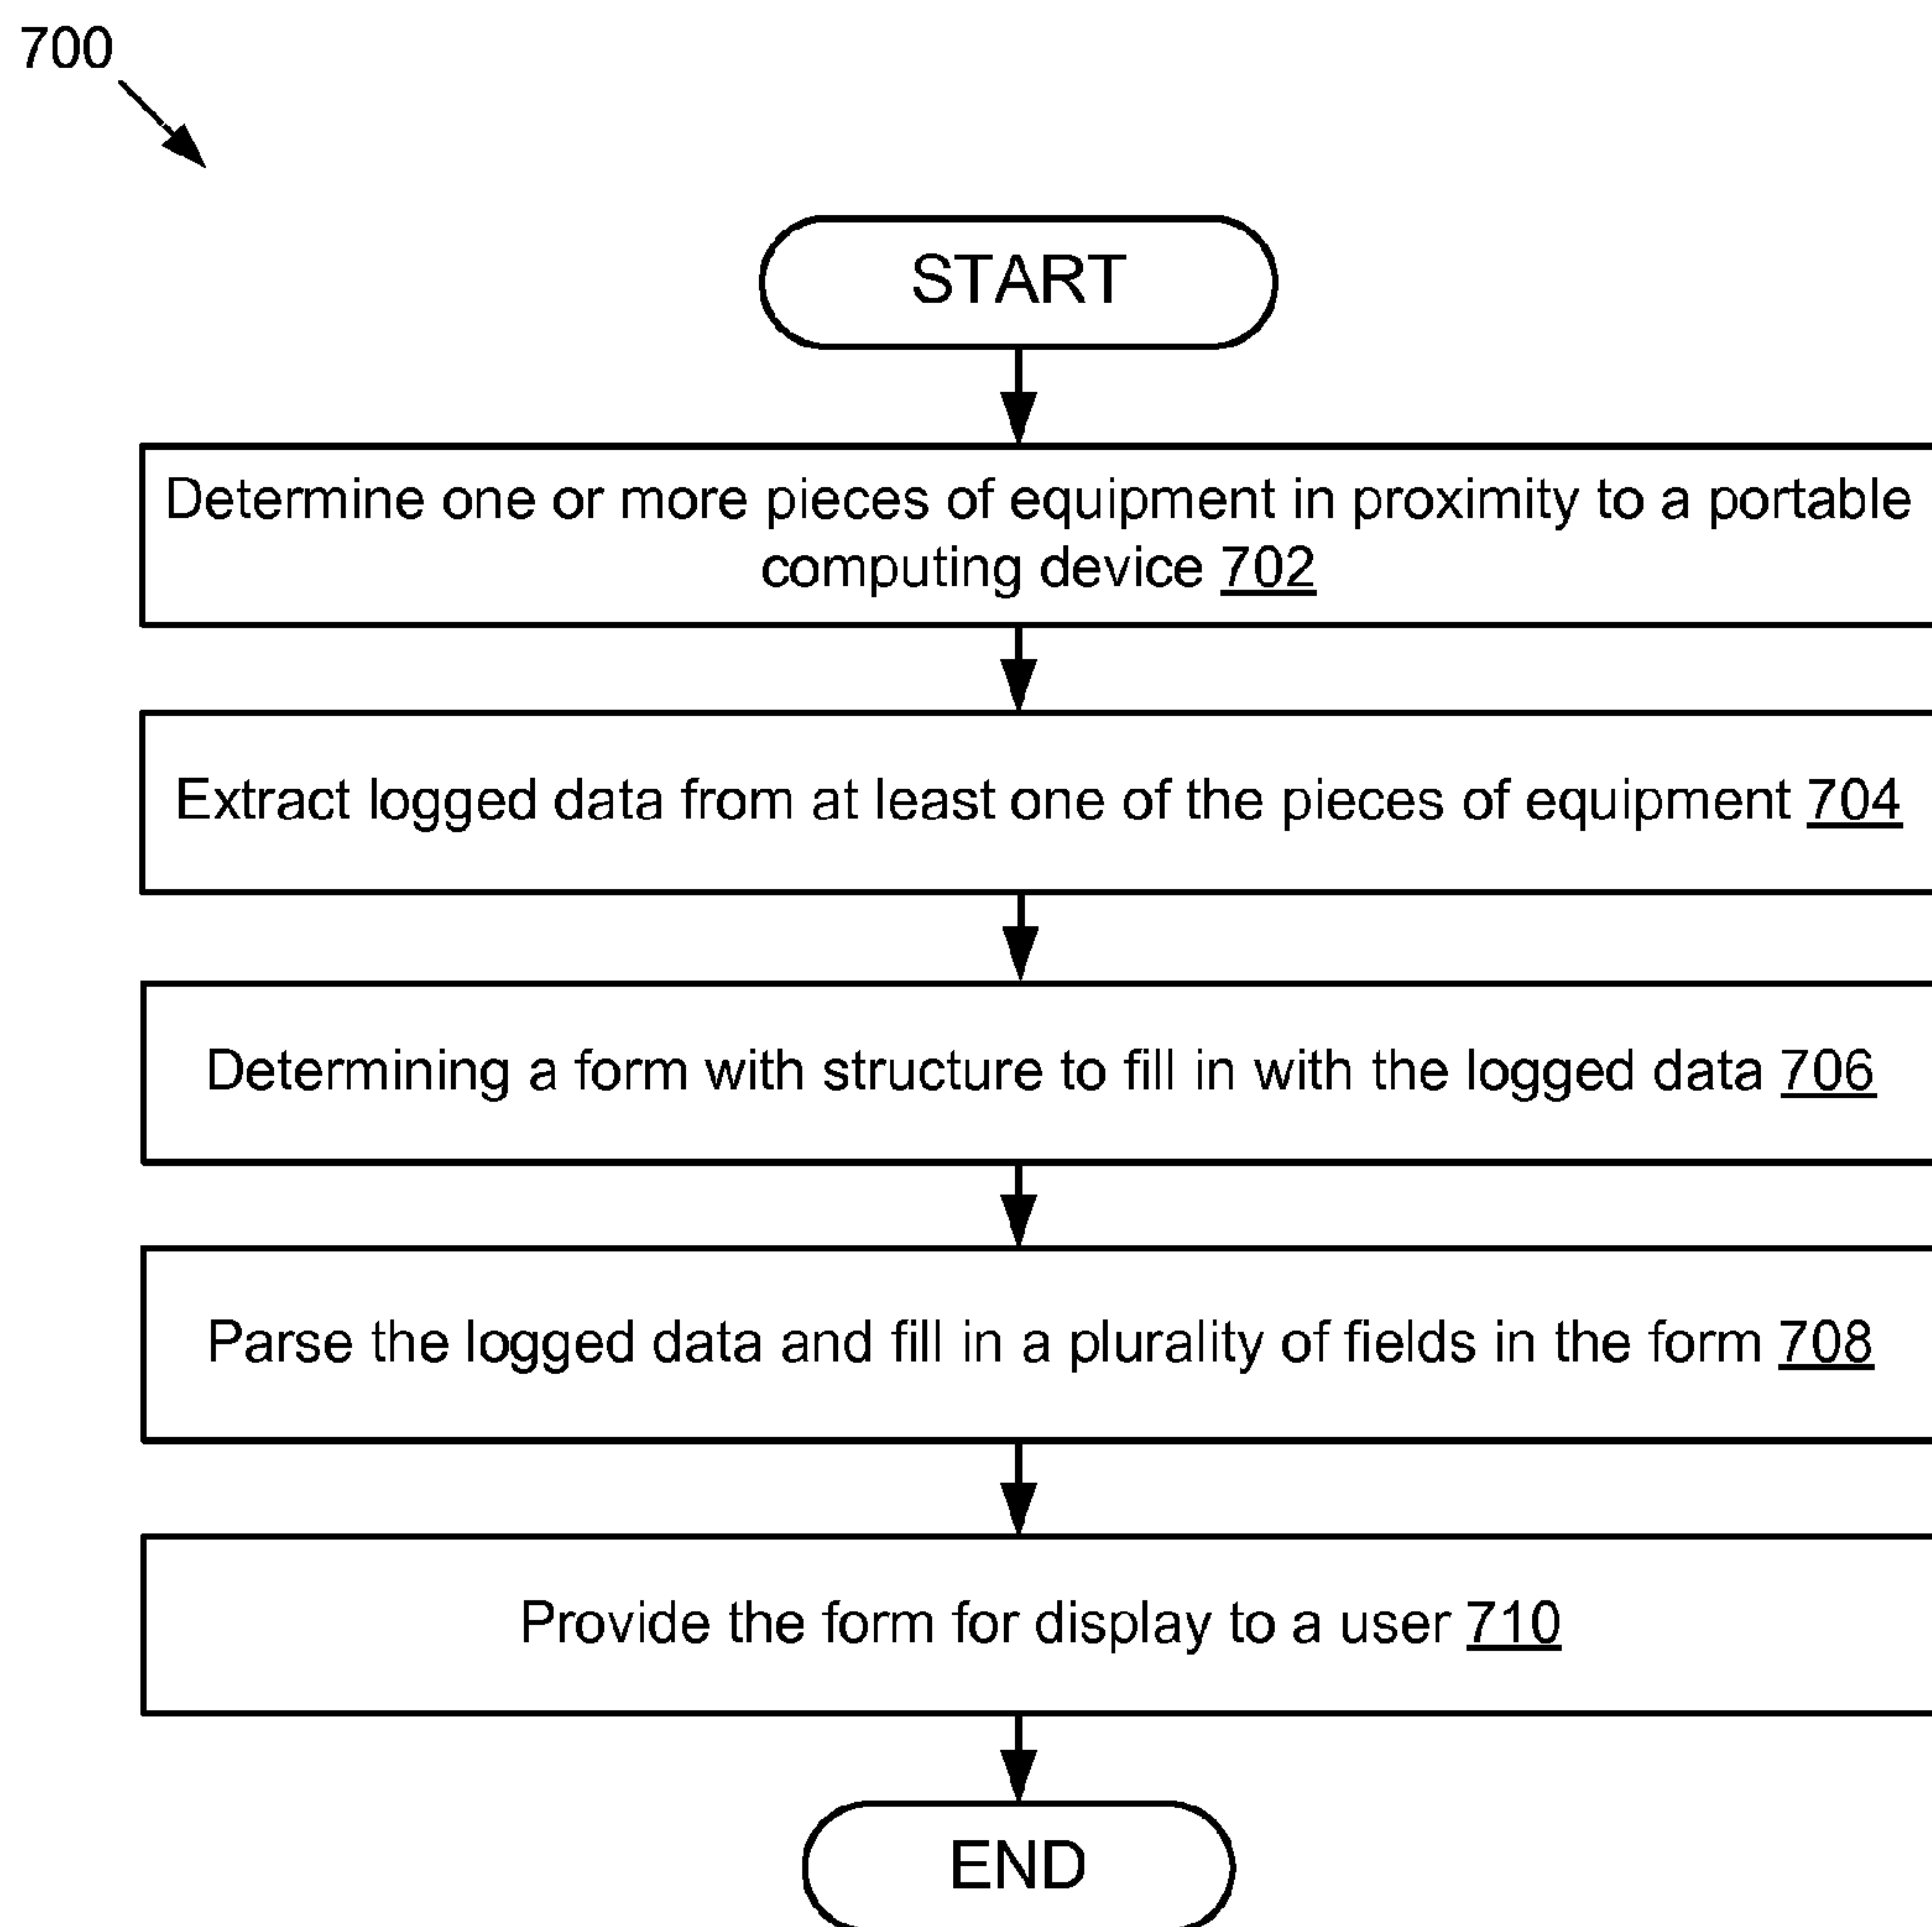 700
START
Determine one or more pieces of equipment in proximity to a portable
computing device 702
Extract logged data from at least one of the pieces of equipment 704
Determining a form with structure to fill in with the logged data 706
Parse the logged data and fill in a plurality of fields in the form 708
Provide the form for display to a user 710
END